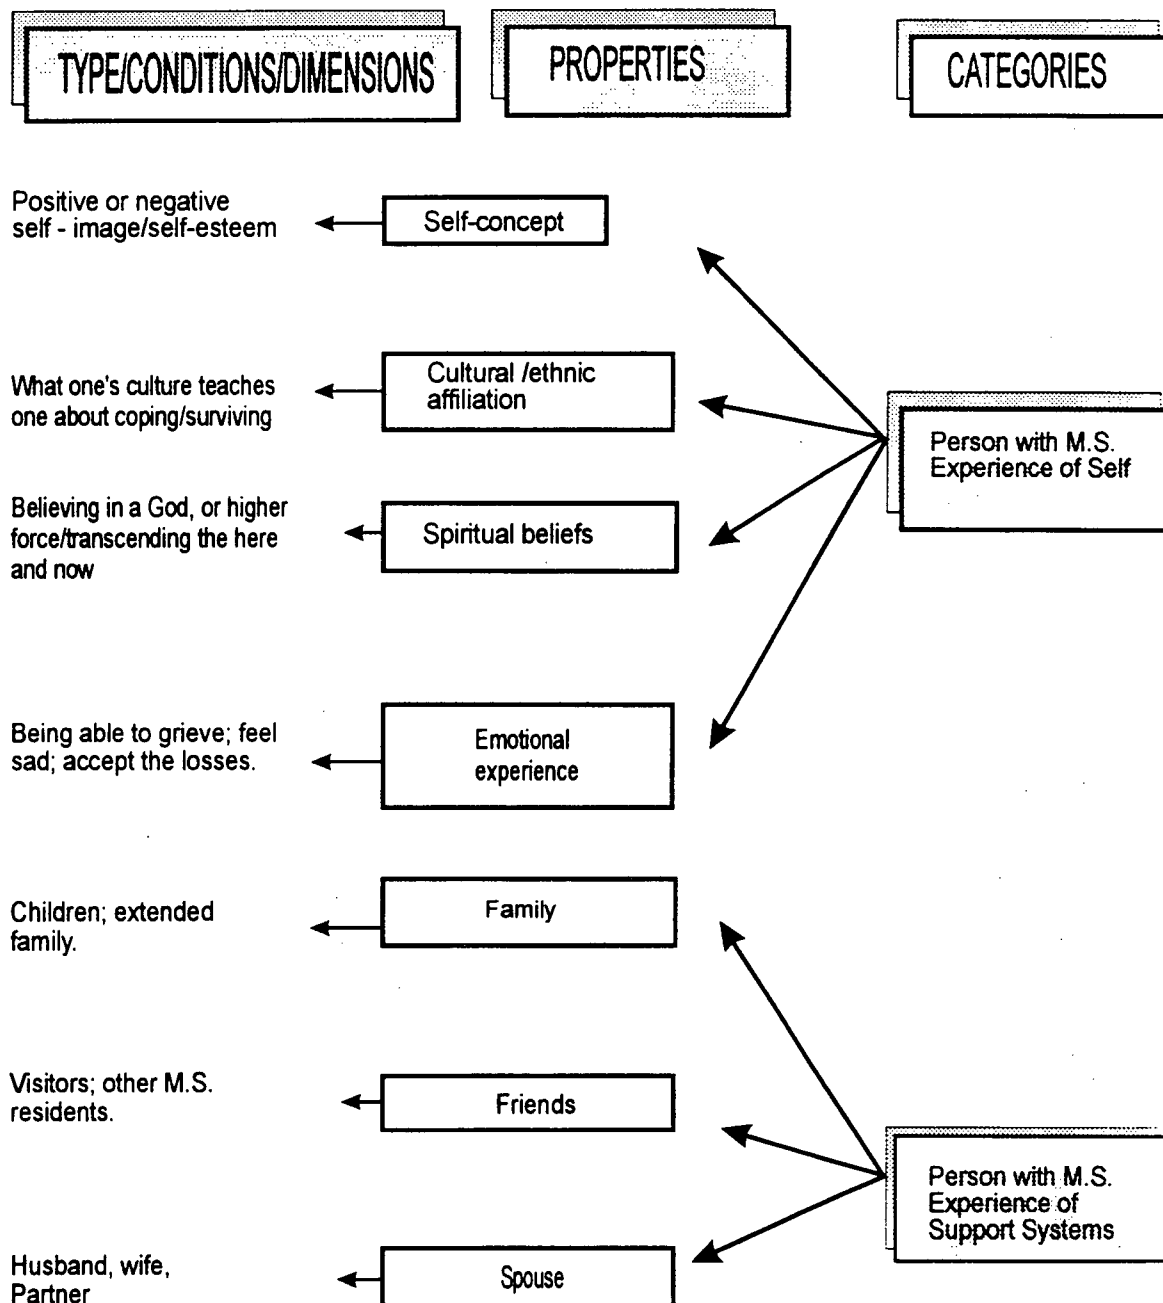 TYPE/CONDITIONS/DIMENSIONS
PROPERTIES
CATEGORIES
Positive or negative
self - image/self-esteem
Self-concept
What one's culture teaches
one about coping/surviving
Cultural /ethnic
affiliation
Person with M.S.
Experience of Self
Believing in a God, or higher
force/transcending the here
and now
Spiritual beliefs
Being able to grieve; feel
sad; accept the losses.
Emotional
experience
Children; extended
family.
Family
Visitors; other M.S.
residents.
Friends
Person with M.S.
Experience of
Support Systems
Husband, wife,
Partner
Spouse